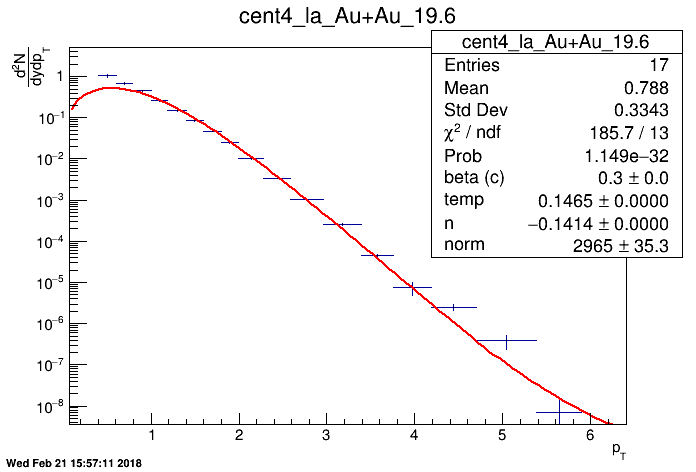 cent4_la_Au+Au_19.6
cent4_la_Au+Au_19.6
Entries 17
Mean 0.788
Std Dev 0.3343
χ² / ndf 185.7 / 13
Prob 1.149e−32
beta (c) 0.3 ± 0.0
temp 0.1465 ± 0.0000
n −0.1414 ± 0.0000
norm 2965 ± 35.3
d²N
dydp_T
1
10⁻¹
10⁻²
10⁻³
10⁻⁴
10⁻⁵
10⁻⁶
10⁻⁷
10⁻⁸
1 2 3 4 5 6
p_T
Wed Feb 21 15:57:11 2018